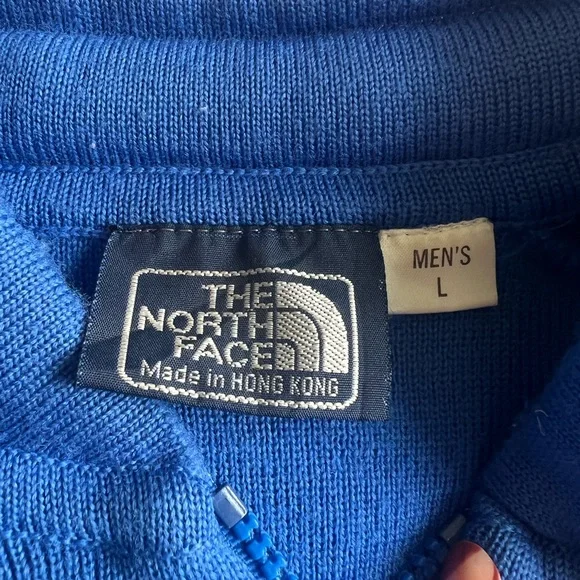 THE
NORTH
FACE
Made in HONG KONG
MEN'S
L